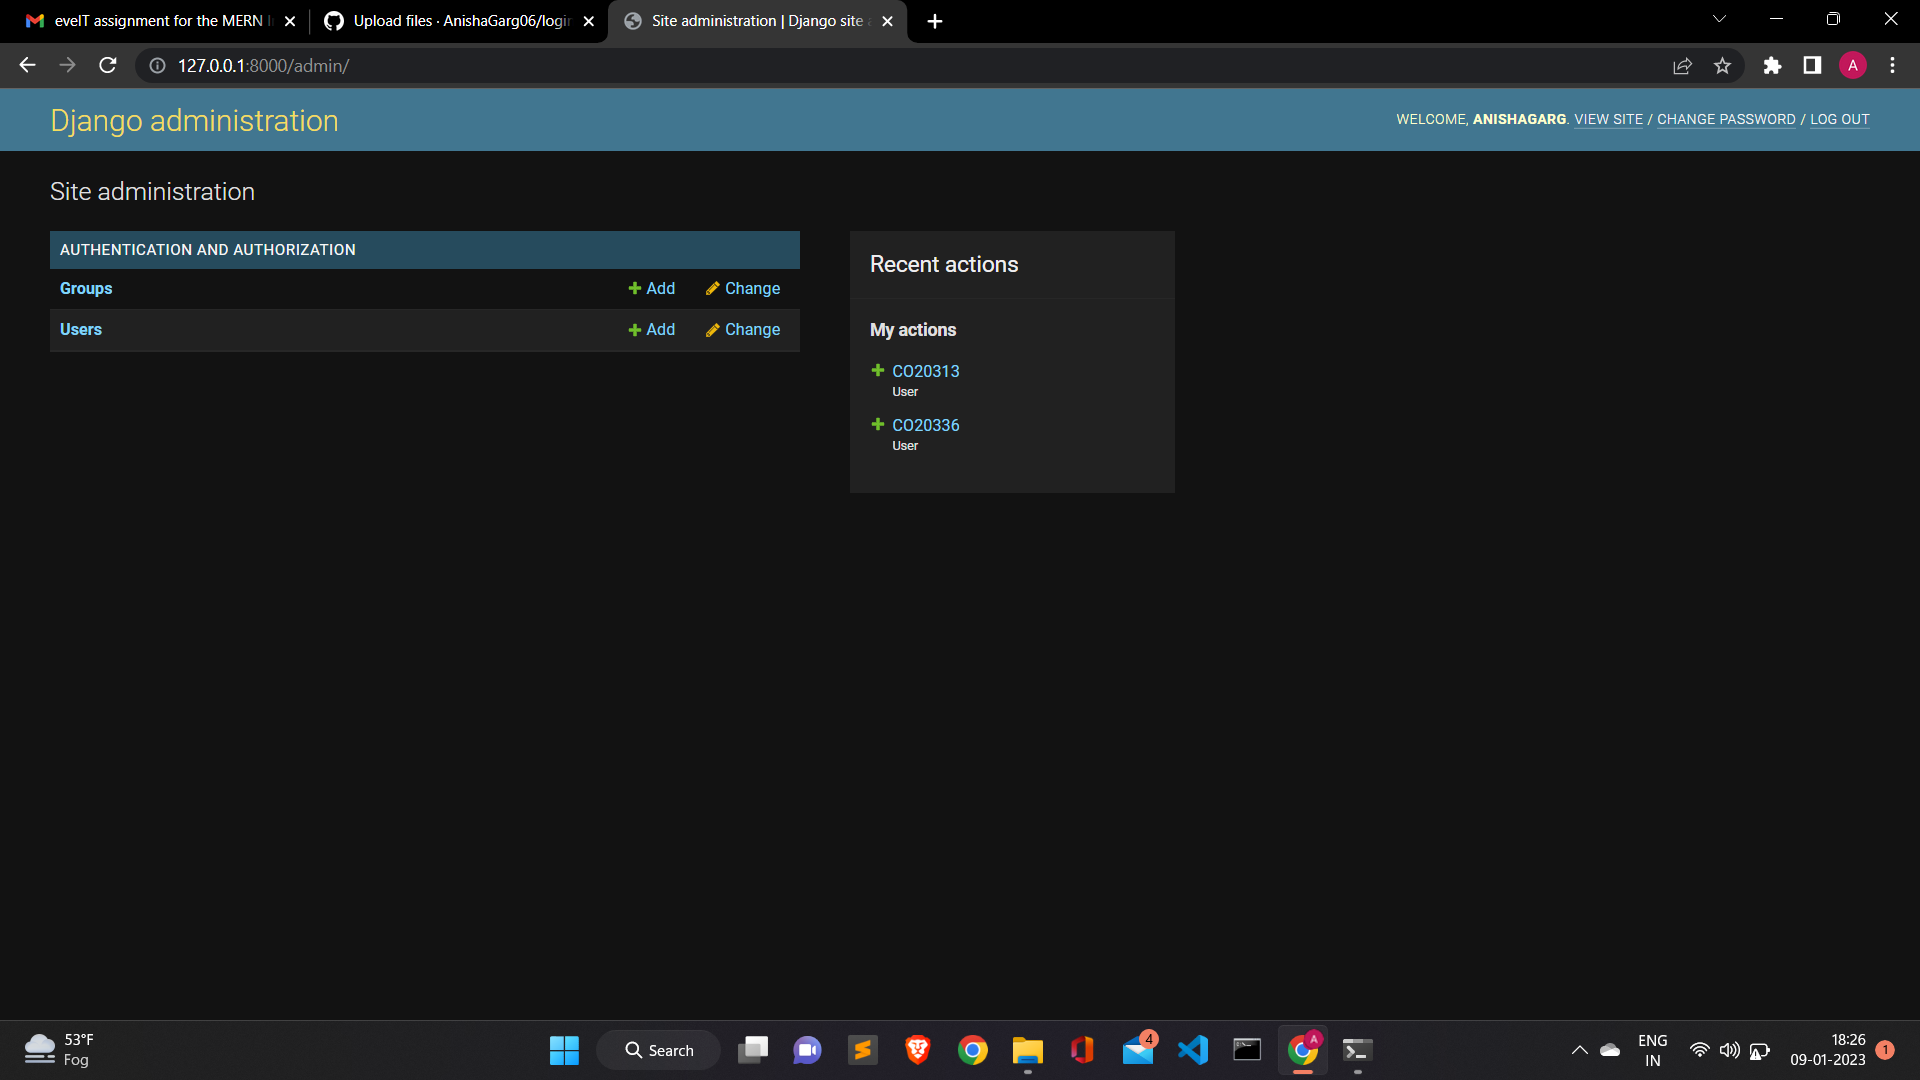 eveIT assignment for the MERN I
Upload files · AnishaGarg06/login
Site administration | Django site a
127.0.0.1:8000/admin/
A
Django administration
WELCOME, ANISHAGARG. VIEW SITE / CHANGE PASSWORD / LOG OUT
Site administration
AUTHENTICATION AND AUTHORIZATION
Groups Add Change
Users Add Change
Recent actions
My actions
CO20313
User
CO20336
User
53°F
Fog
Search
4
A
ENG
IN
18:26
09-01-2023
1